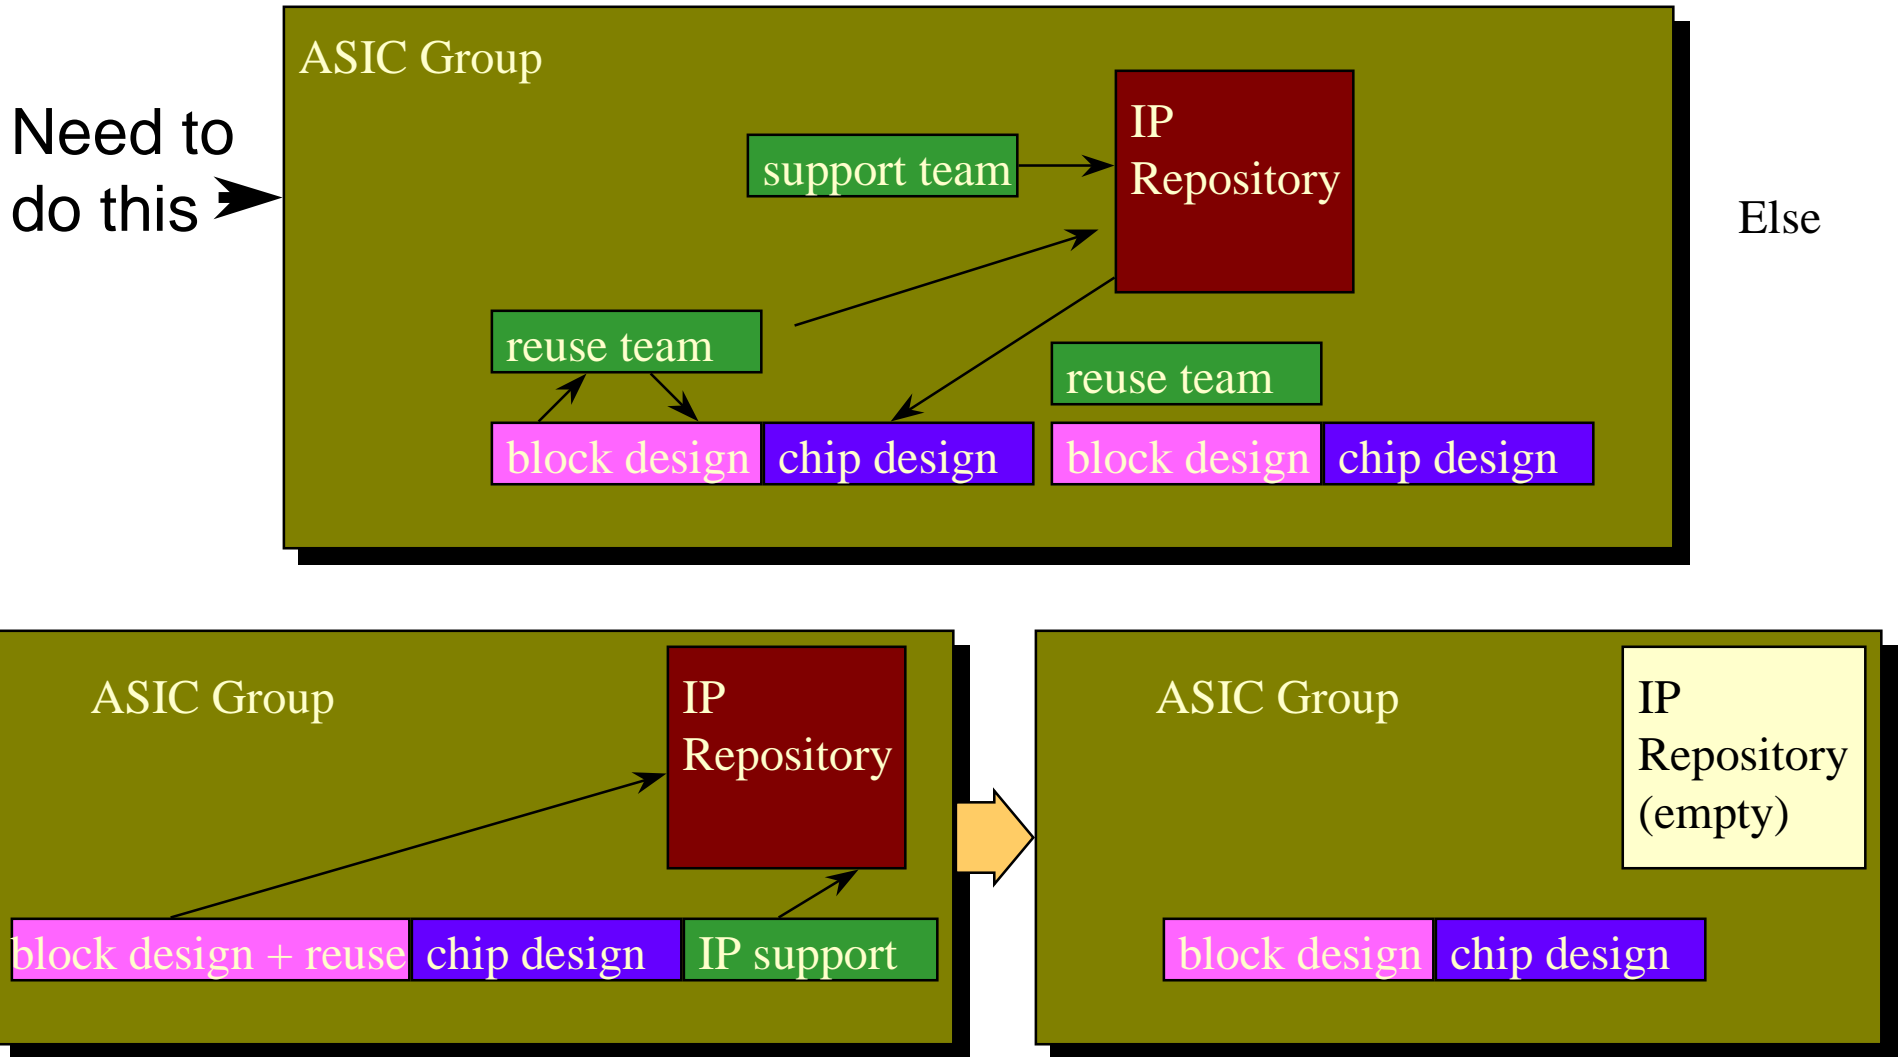 ASIC Group
Need to
do this
IP
Repository
support team
Else
reuse team
reuse team
block design
chip design
block design
chip design
ASIC Group
IP
Repository
block design + reuse
chip design
IP support
ASIC Group
IP
Repository
(empty)
block design
chip design